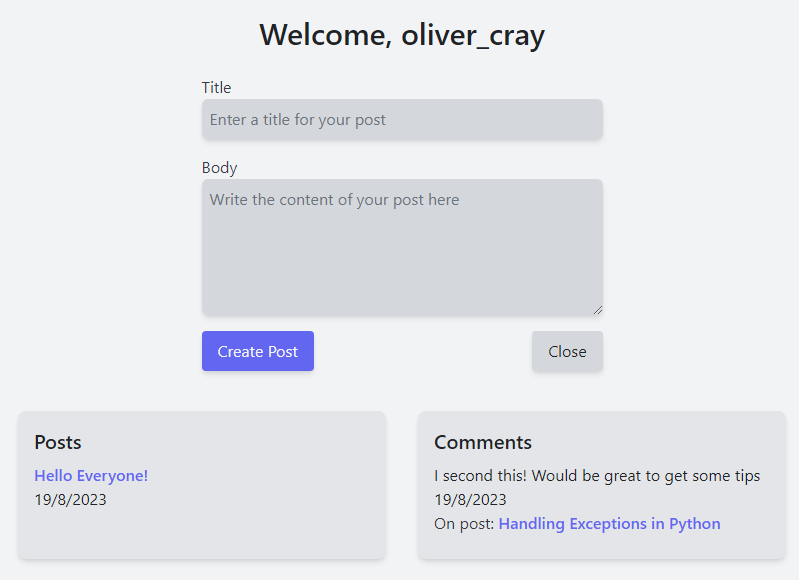 Welcome, oliver_cray
Title
Enter a title for your post
Body
Write the content of your post here
Create Post
Close
Posts
Hello Everyone!
19/8/2023
Comments
I second this! Would be great to get some tips
19/8/2023
On post: Handling Exceptions in Python